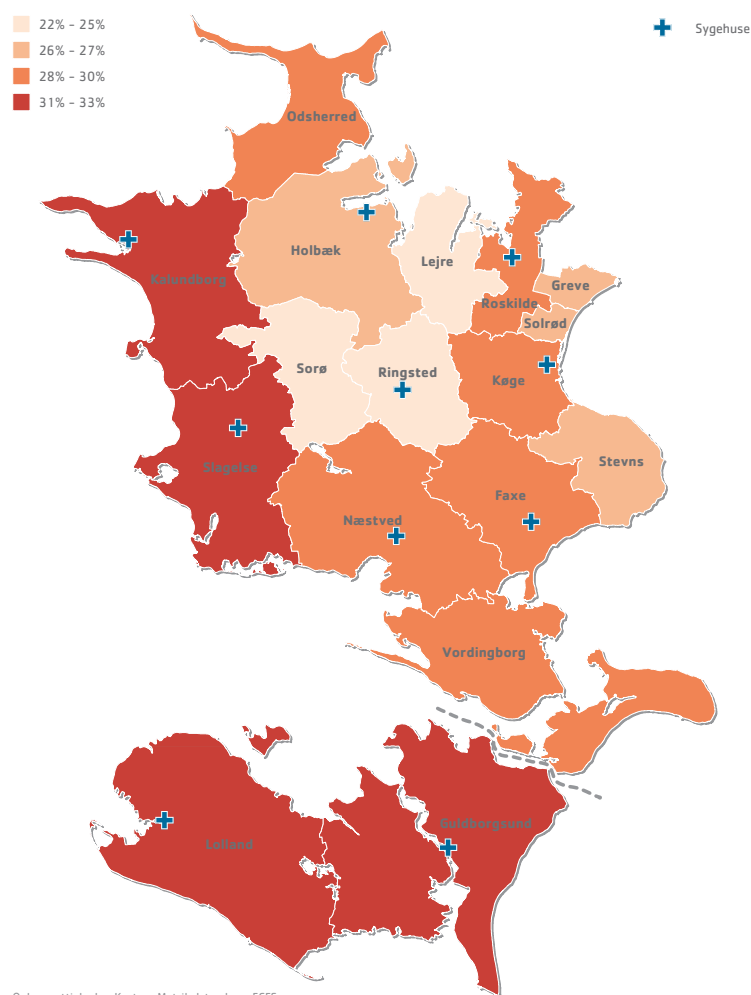 22% - 25%
26% - 27%
28% - 30%
31% - 33%
Sygehuse
Odsherred
Holbæk
Lejre
Kalundborg
Greve
Roskilde
Solrød
Sorø
Ringsted
Køge
Stevns
Slagelse
Faxe
Næstved
Vordingborg
Guldborgsund
Lolland